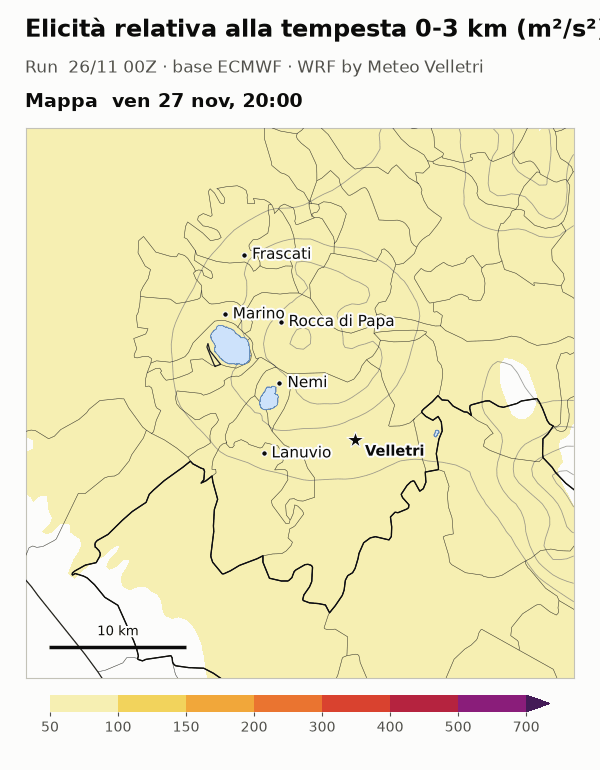 Elicità relativa alla tempesta 0-3 km (m²/s²)
Run  26/11 00Z · base ECMWF · WRF by Meteo Velletri
Mappa  ven 27 nov, 20:00
Frascati
Marino
Rocca di Papa
Nemi
Velletri
Lanuvio
10 km
50 100 150 200 300 400 500 700